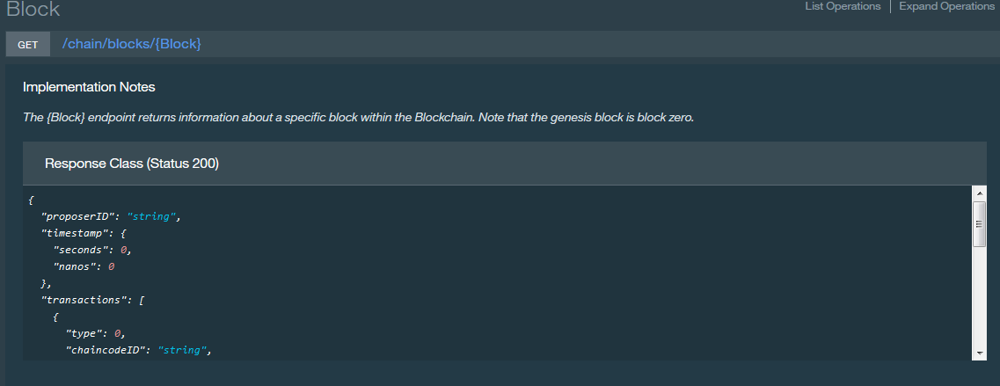 Block
List Operations | Expand Operations
GET /chain/blocks/{Block}
Implementation Notes
The {Block} endpoint returns information about a specific block within the Blockchain. Note that the genesis block is block zero.
Response Class (Status 200)
{
"proposerID": "string",
"timestamp": {
"seconds": 0,
"nanos": 0
},
"transactions": [
{
"type": 0,
"chaincodeID": "string",